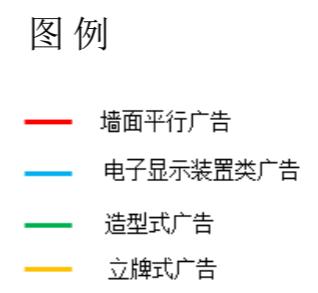 图 例
墙面平行广告
电子显示装置类广告
造型式广告
立牌式广告